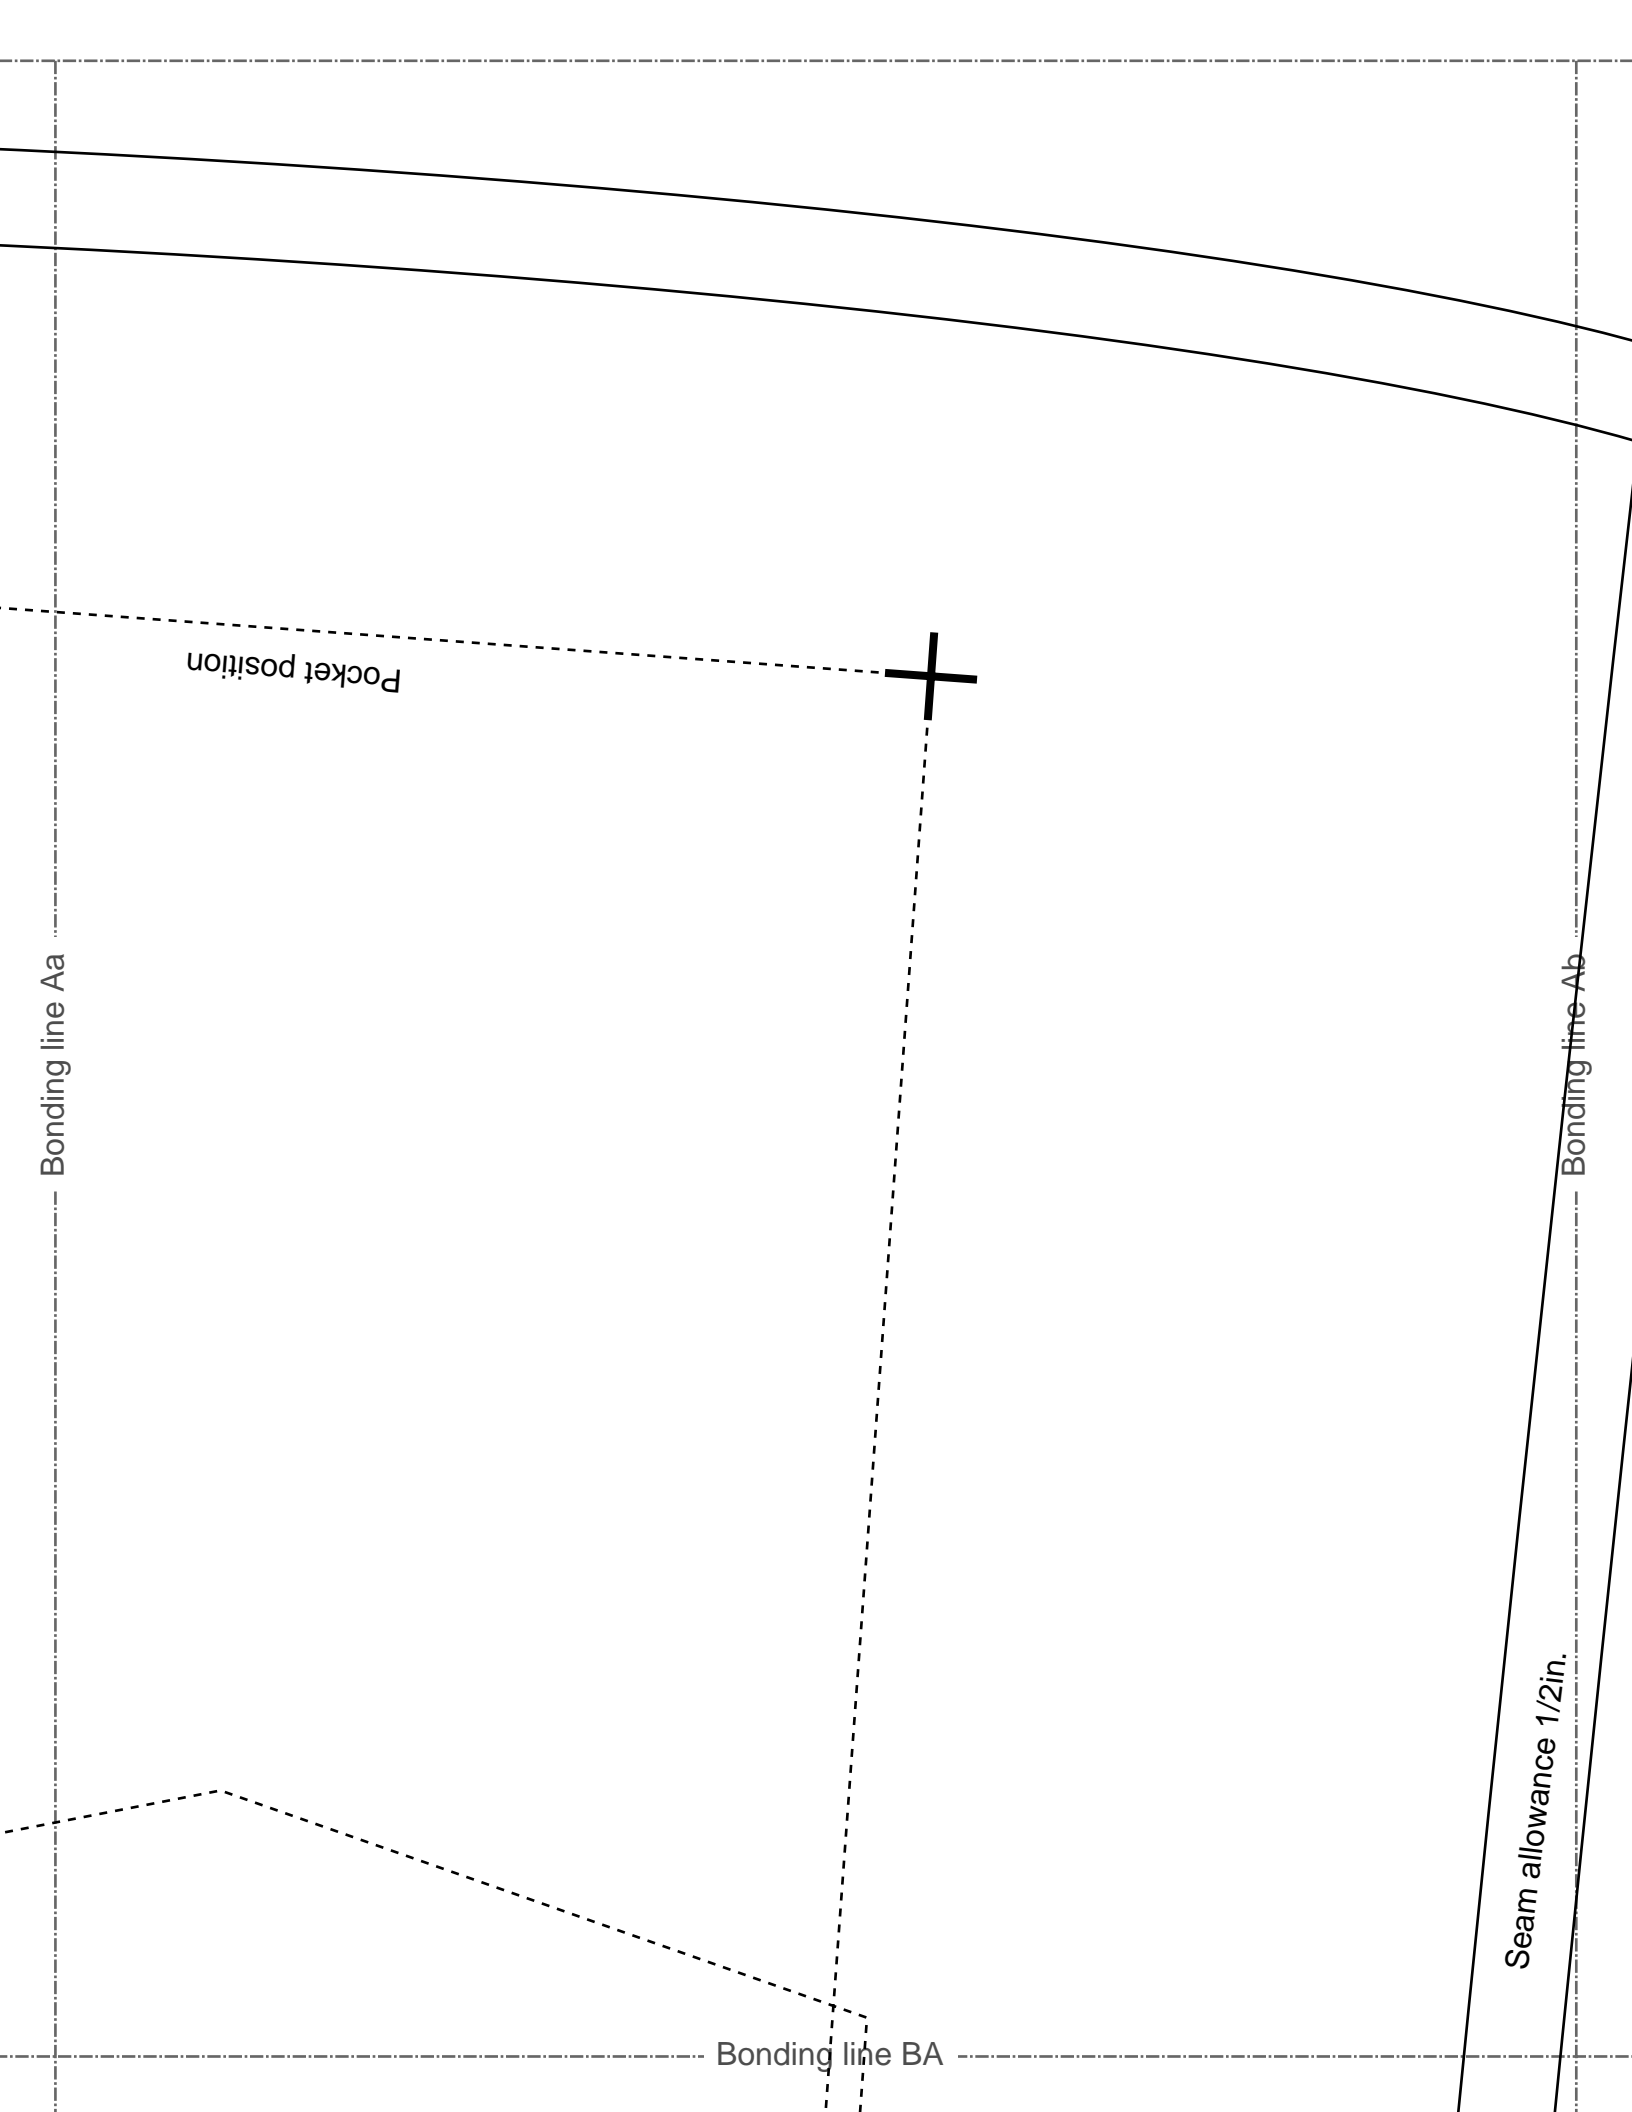 Pocket position
Bonding line Aa
Bonding line Ab
Seam allowance 1/2in.
Bonding line BA